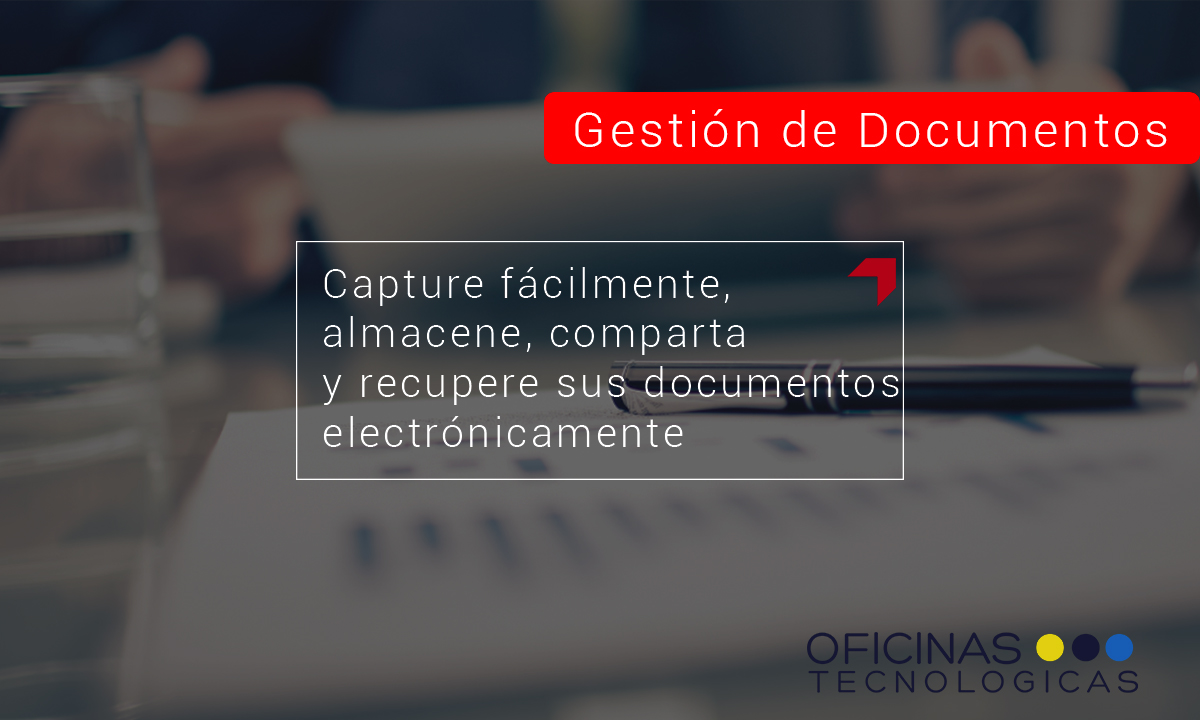 Gestión de Documentos
Capture fácilmente,
almacene, comparta
y recupere sus documentos
electrónicamente
OFICINAS
TECNOLOGICAS